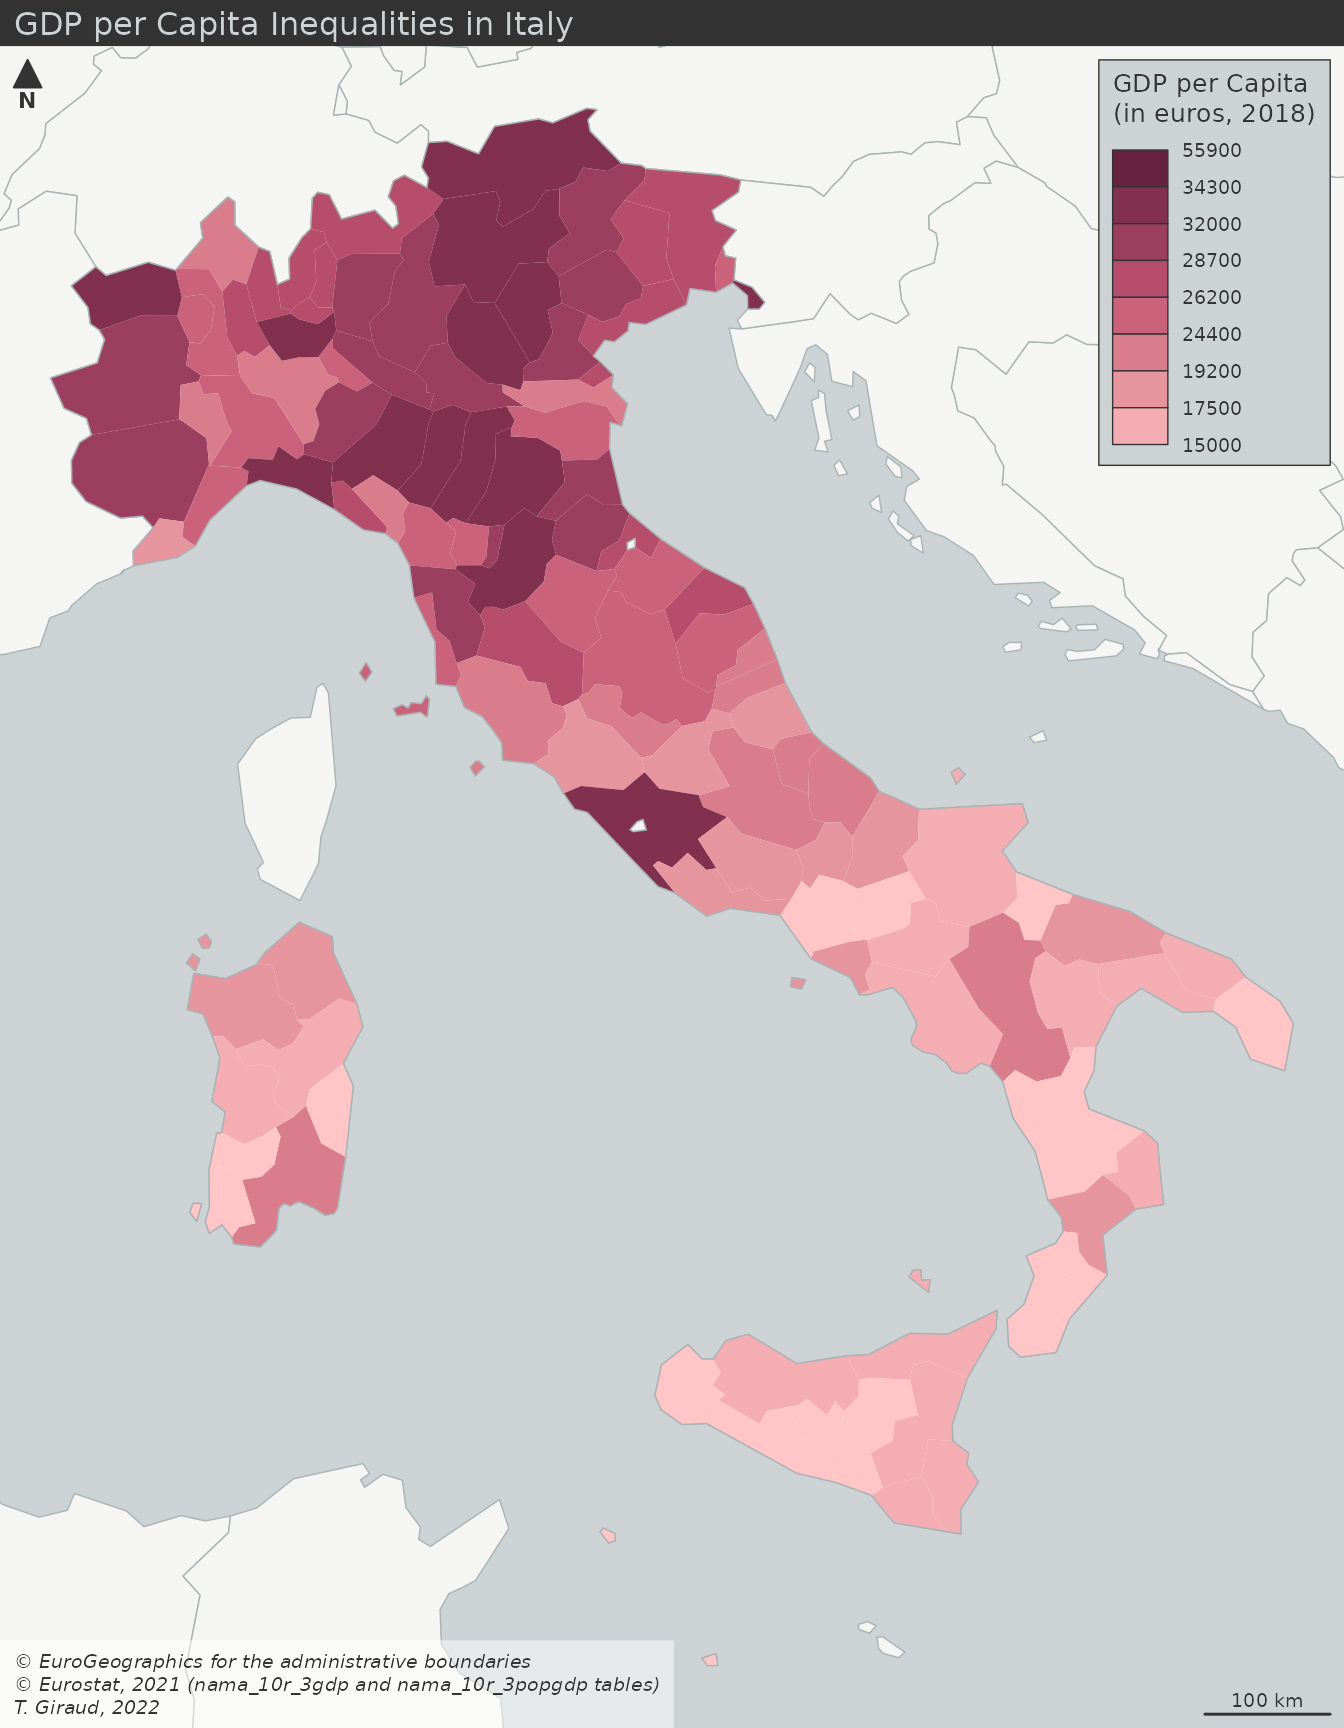 GDP per Capita Inequalities in Italy
N
GDP per Capita
(in euros, 2018)
55900
34300
32000
28700
26200
24400
19200
17500
15000
© EuroGeographics for the administrative boundaries
© Eurostat, 2021 (nama_10r_3gdp and nama_10r_3popgdp tables)
T. Giraud, 2022
100 km